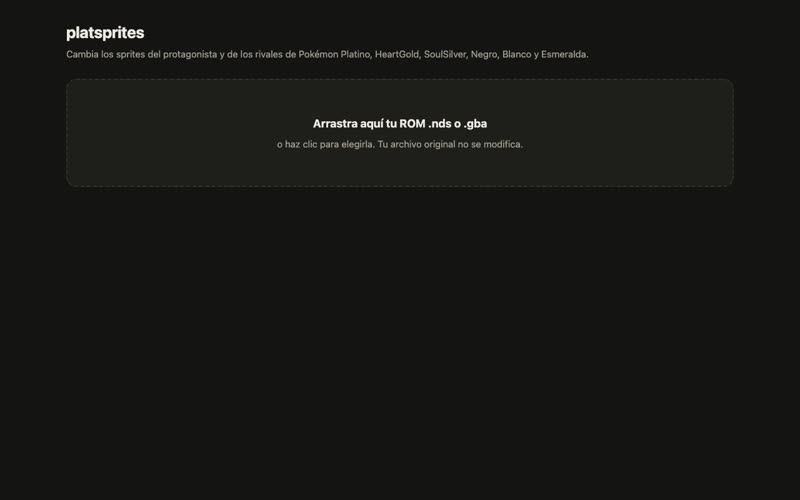 platsprites
Cambia los sprites del protagonista y de los rivales de Pokémon Platino, HeartGold, SoulSilver, Negro, Blanco y Esmeralda.
Arrastra aquí tu ROM .nds o .gba
o haz clic para elegirla. Tu archivo original no se modifica.